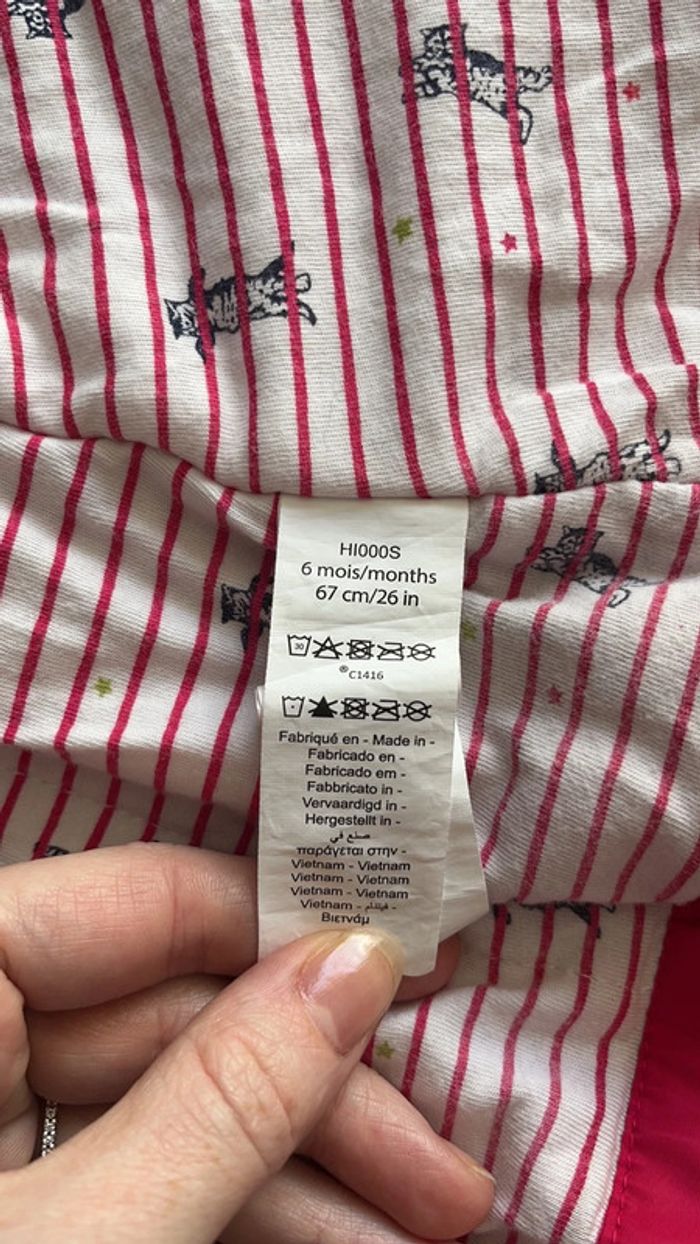 HI000S
6 mois/months
67 cm/26 in
30
®C1416
Fabriqué en - Made in -
Fabricado en -
Fabricado em -
Fabbricato in -
Vervaardigd in -
Hergestellt in -
صنع في
παράγεται στην -
Vietnam - Vietnam
Vietnam - Vietnam
Vietnam - Vietnam
Vietnam - فيتنام -
Βιετνάμ